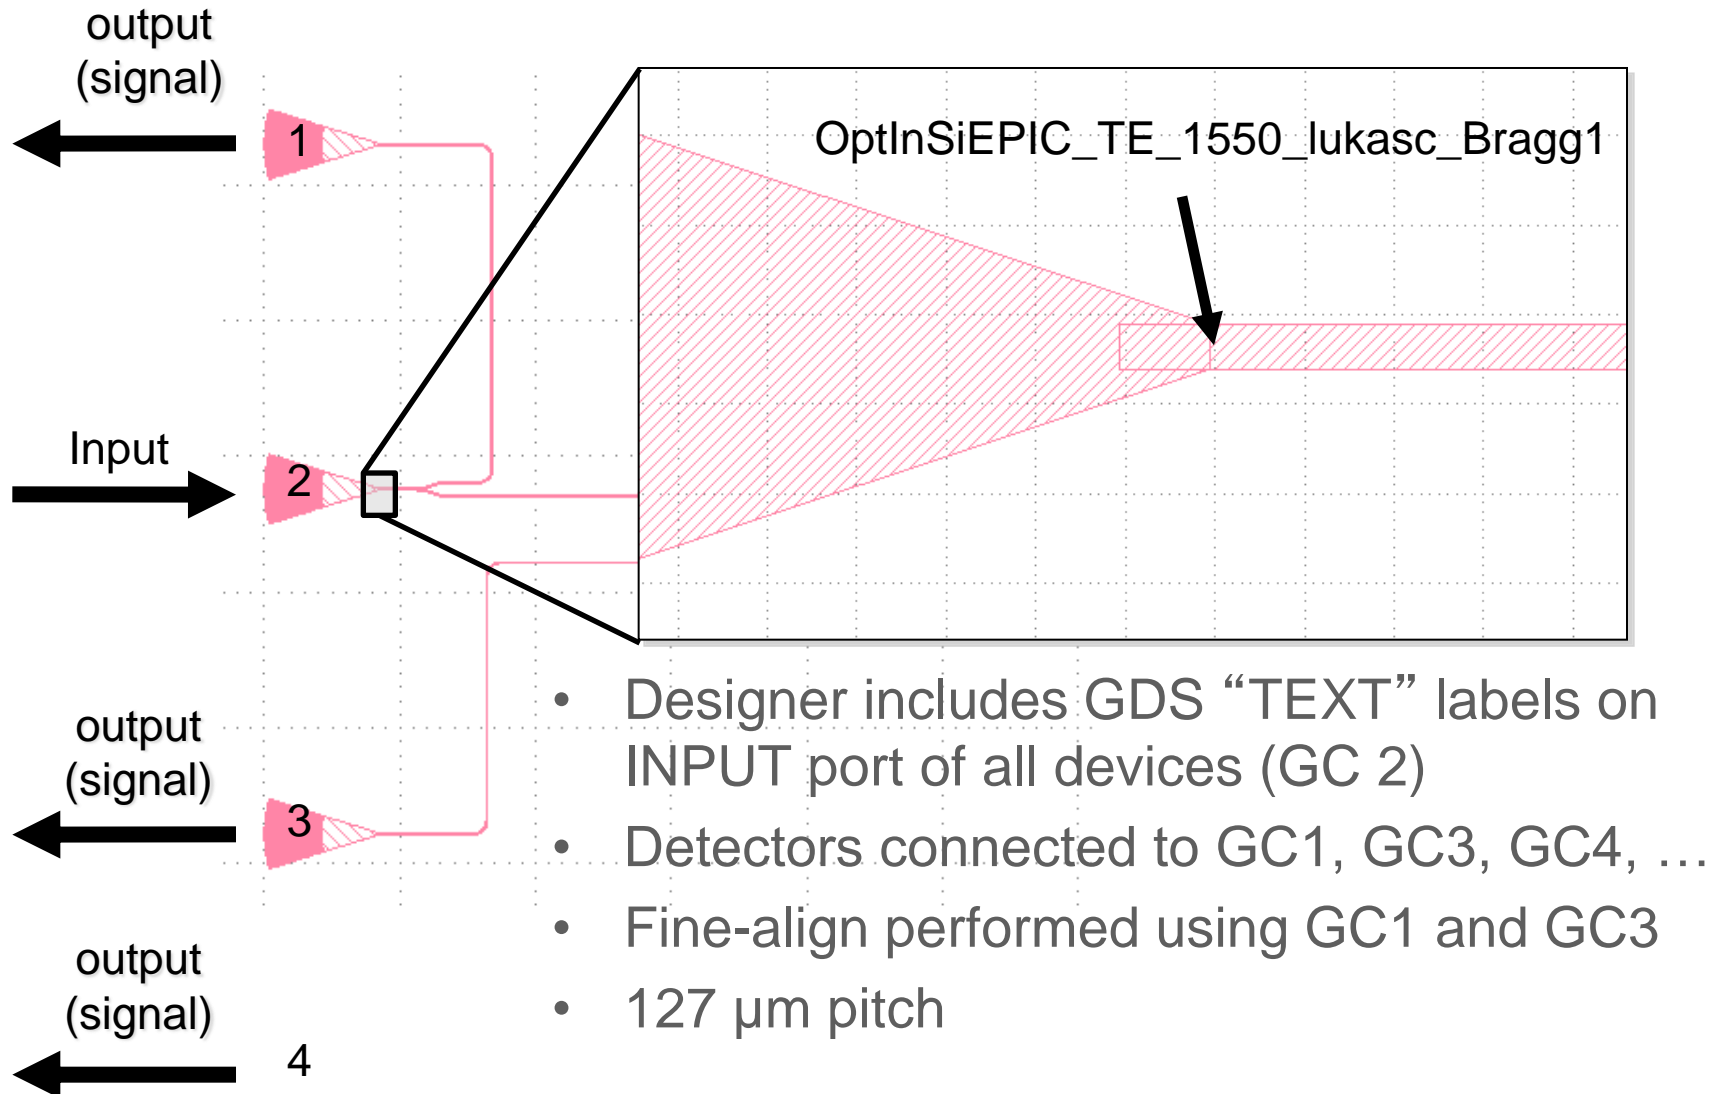 output
(signal)
1
OptInSiEPIC_TE_1550_lukasc_Bragg1
Input
2
output
(signal)
3
output
(signal)
4
• Designer includes GDS “TEXT” labels on
INPUT port of all devices (GC 2)
• Detectors connected to GC1, GC3, GC4, …
• Fine-align performed using GC1 and GC3
• 127 µm pitch